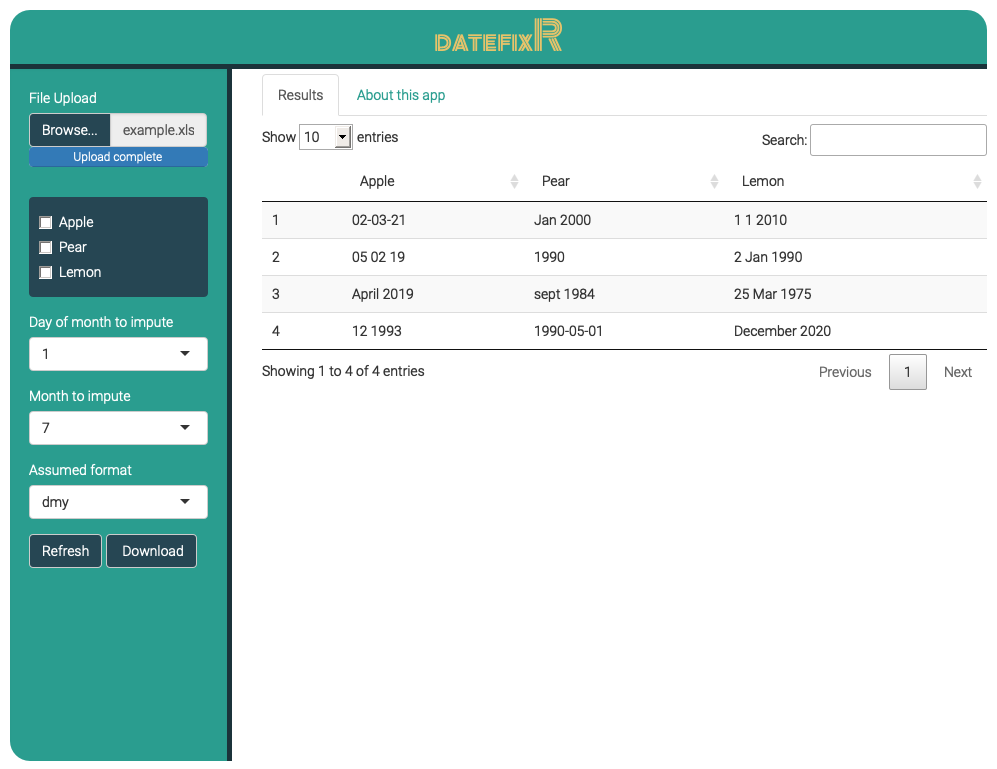 DATEFIXR
File Upload
Browse... example.xls
Upload complete
Apple
Pear
Lemon
Day of month to impute
1
Month to impute
7
Assumed format
dmy
Refresh Download
Results About this app
Show 10 entries Search:
Apple Pear Lemon
1 02-03-21 Jan 2000 1 1 2010
2 05 02 19 1990 2 Jan 1990
3 April 2019 sept 1984 25 Mar 1975
4 12 1993 1990-05-01 December 2020
Showing 1 to 4 of 4 entries Previous 1 Next